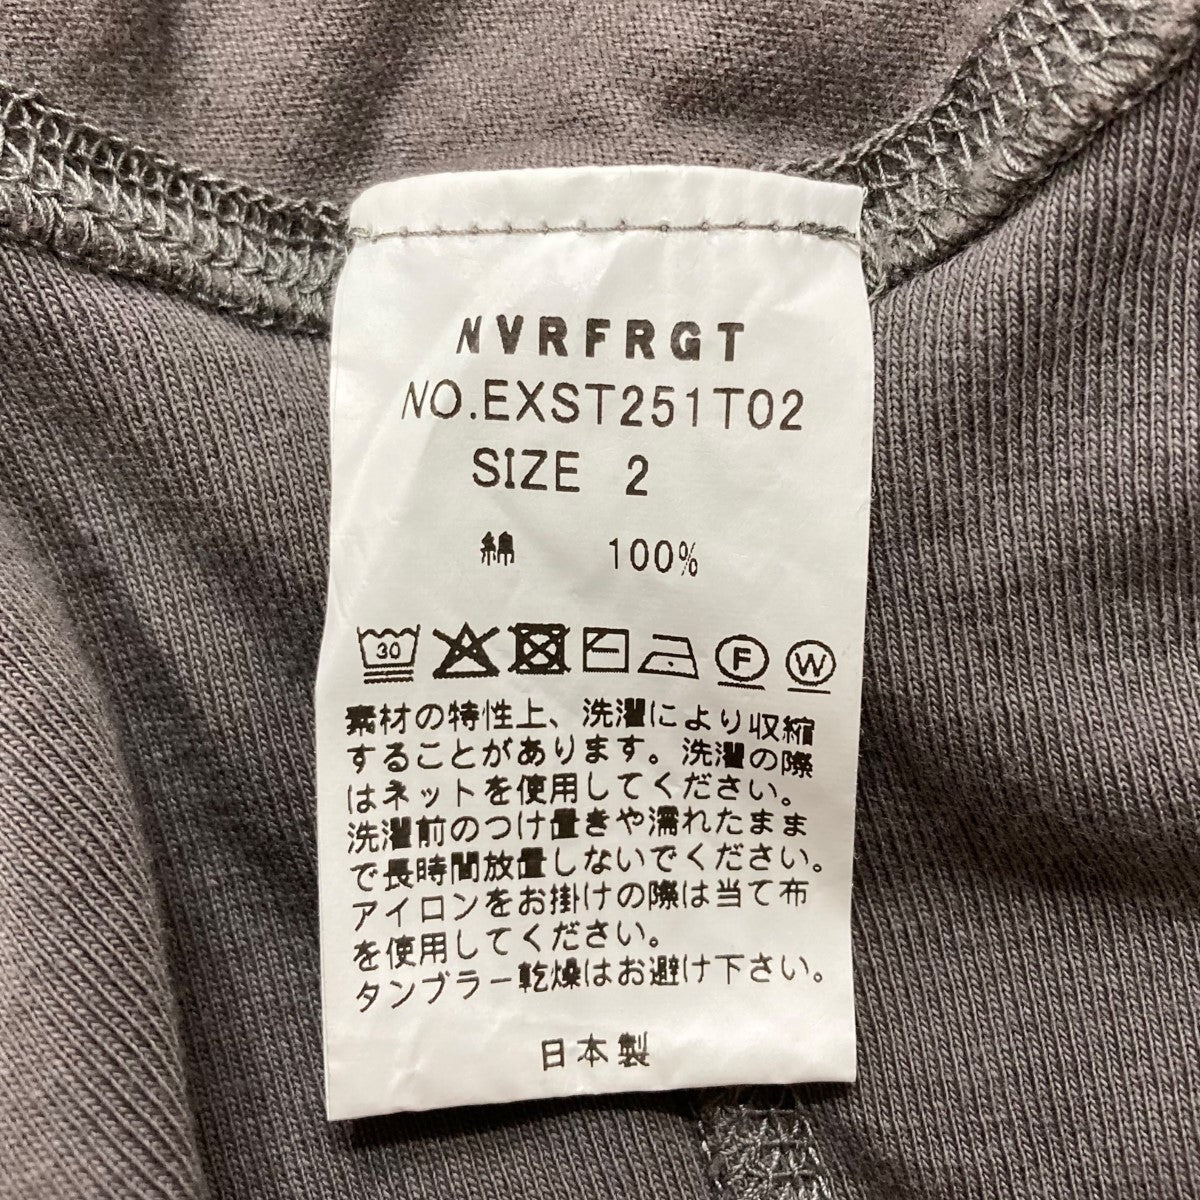 NVRFRGT
NO.EXST251T02
SIZE 2
綿 100%
30 F W
素材の特性上、洗濯により収縮
することがあります。洗濯の際
はネットを使用してください。
洗濯前のつけ置きや濡れたまま
で長時間放置しないでください。
アイロンをお掛けの際は当て布
を使用してください。
タンブラー乾燥はお避け下さい。
日本製